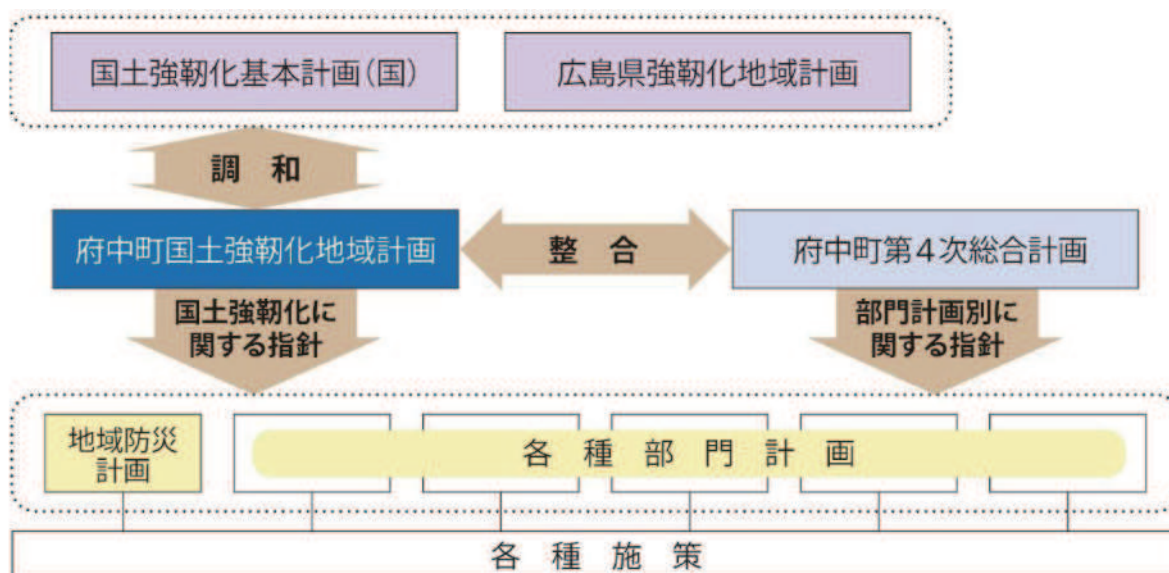 国土強靭化基本計画(国)
広島県強靭化地域計画
調　和
府中町国土強靭化地域計画
整　合
府中町第4次総合計画
国土強靭化に
関する指針
部門計画別に
関する指針
地域防災
計画
各　種　部　門　計　画
各　種　施　策